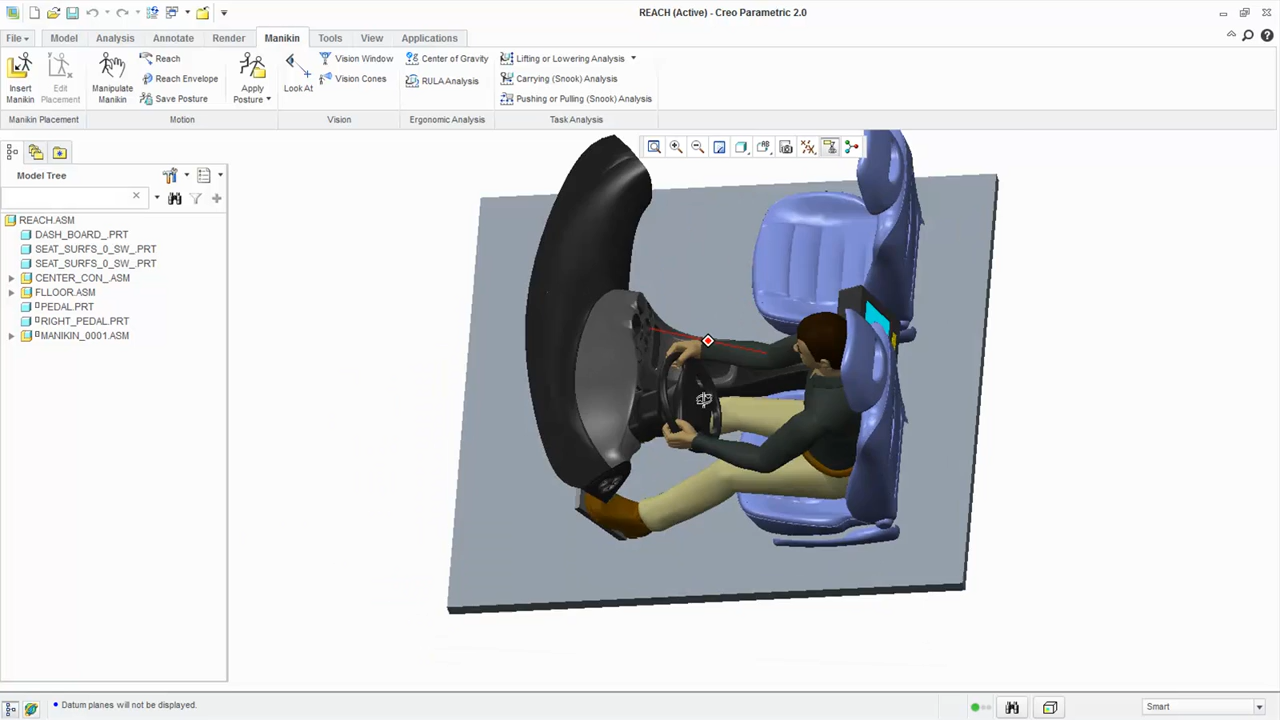 REACH (Active) - Creo Parametric 2.0
File
Model
Analysis
Annotate
Render
Manikin
Tools
View
Applications
Insert
Manikin
Edit
Placement
Manikin Placement
Manipulate
Manikin
Reach
Reach Envelope
Save Posture
Apply
Posture
Motion
Look At
Vision Window
Vision Cones
Vision
Center of Gravity
RULA Analysis
Ergonomic Analysis
Lifting or Lowering Analysis
Carrying (Snook) Analysis
Pushing or Pulling (Snook) Analysis
Task Analysis
Model Tree
REACH.ASM
DASH_BOARD_.PRT
SEAT_SURFS_0_SW_.PRT
SEAT_SURFS_0_SW_.PRT
CENTER_CON_.ASM
FLLOOR.ASM
PEDAL.PRT
RIGHT_PEDAL.PRT
MANIKIN_0001.ASM
Datum planes will not be displayed.
Smart